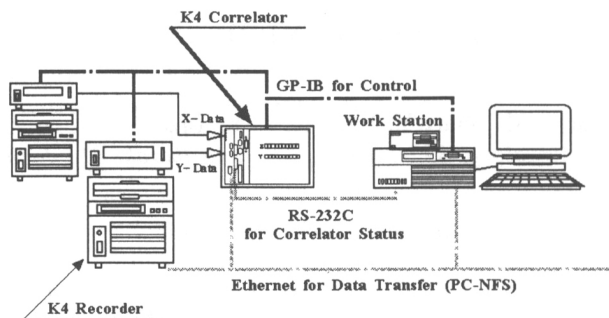 K4 Correlator
GP-IB for Control
X-Data
Work Station
X
Y
Y-Data
RS-232C
for Correlator Status
Ethernet for Data Transfer (PC-NFS)
K4 Recorder